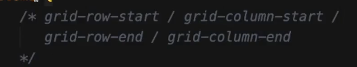 /* grid-row-start / grid-column-start /
grid-row-end / grid-column-end
*/